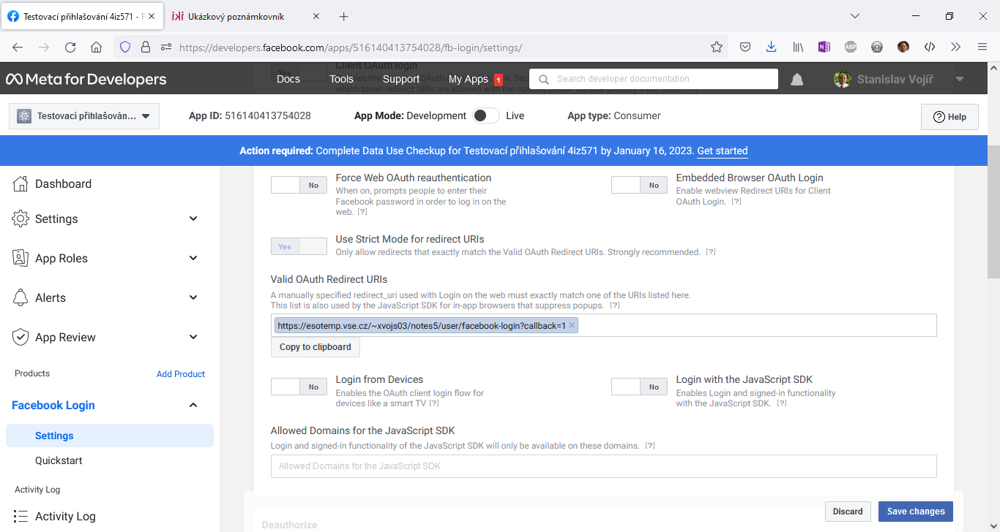 Testovací přihlašování 4iz571 - F
Ukázkový poznámkovník
https://developers.facebook.com/apps/516140413754028/fb-login/settings/
Client OAuth login
Yes
Meta for Developers
Docs
Tools
Support
My Apps 1
Search developer documentation
Stanislav Vojíř
Testovací přihlašován...
App ID: 516140413754028
App Mode: Development
Live
App type: Consumer
Help
Action required: Complete Data Use Checkup for Testovací přihlašování 4iz571 by January 16, 2023. Get started
Dashboard
Settings
App Roles
Alerts
App Review
Products
Add Product
Facebook Login
Settings
Quickstart
Activity Log
Activity Log
No
Force Web OAuth reauthentication
When on, prompts people to enter their
Facebook password in order to log in on the
web. [?]
No
Embedded Browser OAuth Login
Enable webview Redirect URIs for Client
OAuth Login. [?]
Yes
Use Strict Mode for redirect URIs
Only allow redirects that exactly match the Valid OAuth Redirect URIs. Strongly recommended. [?]
Valid OAuth Redirect URIs
A manually specified redirect_uri used with Login on the web must exactly match one of the URIs listed here.
This list is also used by the JavaScript SDK for in-app browsers that suppress popups. [?]
https://esotemp.vse.cz/~xvojs03/notes5/user/facebook-login?callback=1
Copy to clipboard
No
Login from Devices
Enables the OAuth client login flow for
devices like a smart TV [?]
No
Login with the JavaScript SDK
Enables Login and signed-in functionality
with the JavaScript SDK. [?]
Allowed Domains for the JavaScript SDK
Login and signed-in functionality of the JavaScript SDK will only be available on these domains. [?]
Allowed Domains for the JavaScript SDK
Discard
Save changes
Deauthorize